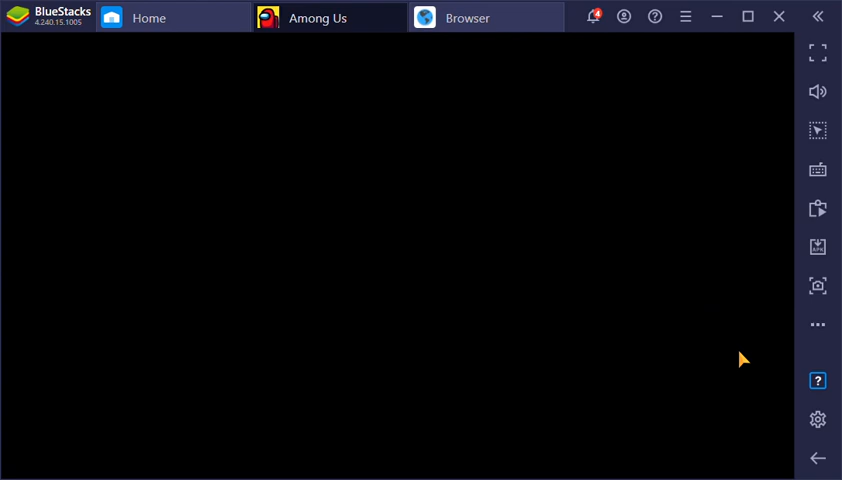 BlueStacks
4.240.15.1005
Home
Among Us
Browser
4
?
APK
?